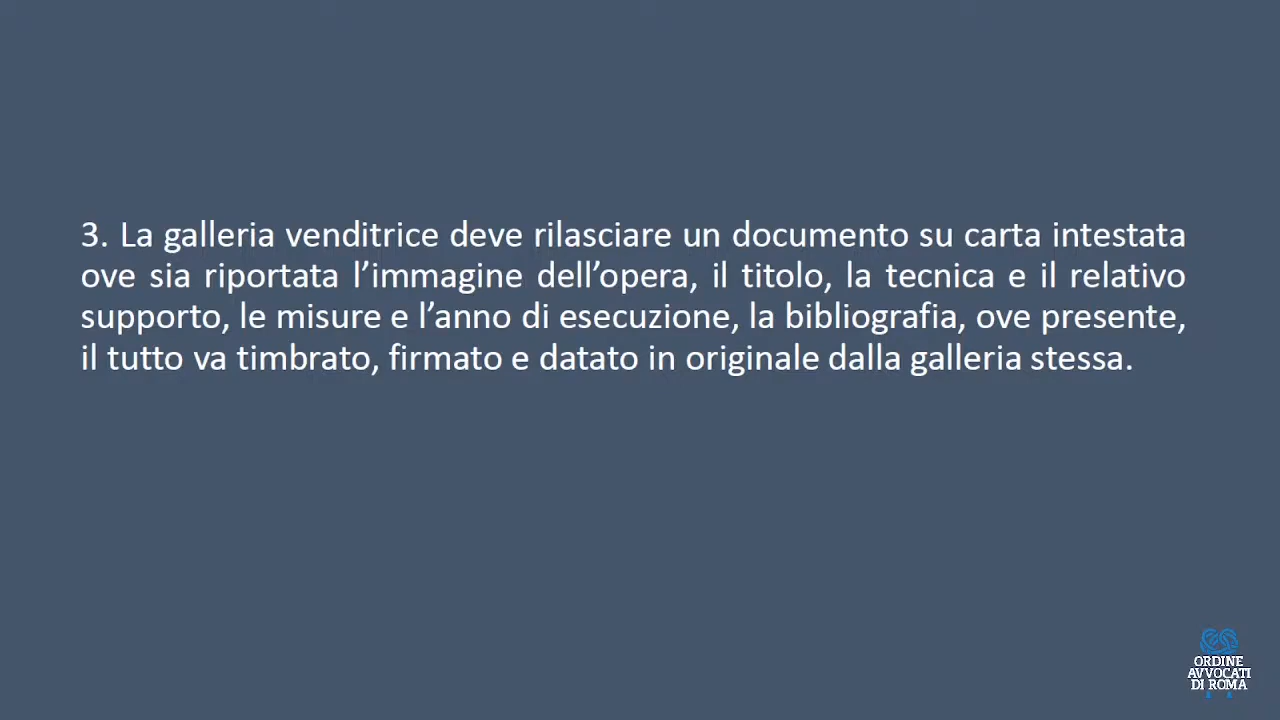 3. La galleria venditrice deve rilasciare un documento su carta intestata
ove sia riportata l’immagine dell’opera, il titolo, la tecnica e il relativo
supporto, le misure e l’anno di esecuzione, la bibliografia, ove presente,
il tutto va timbrato, firmato e datato in originale dalla galleria stessa.
ORDINE
AVVOCATI
DI ROMA